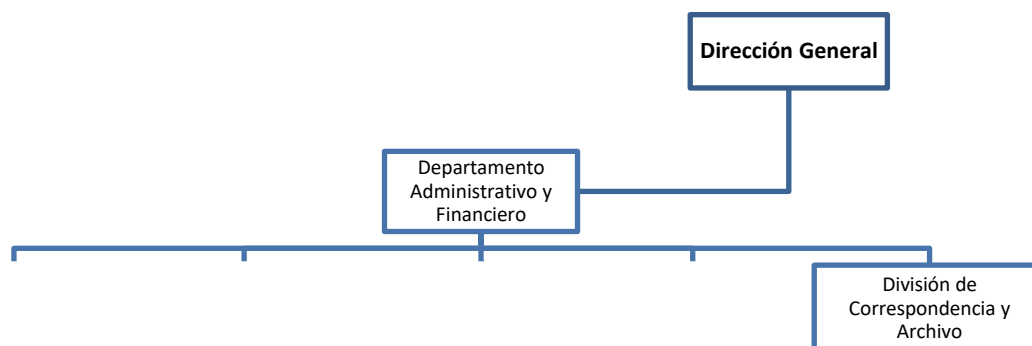 Dirección General
Departamento
Administrativo y
Financiero
División de
Correspondencia y
Archivo